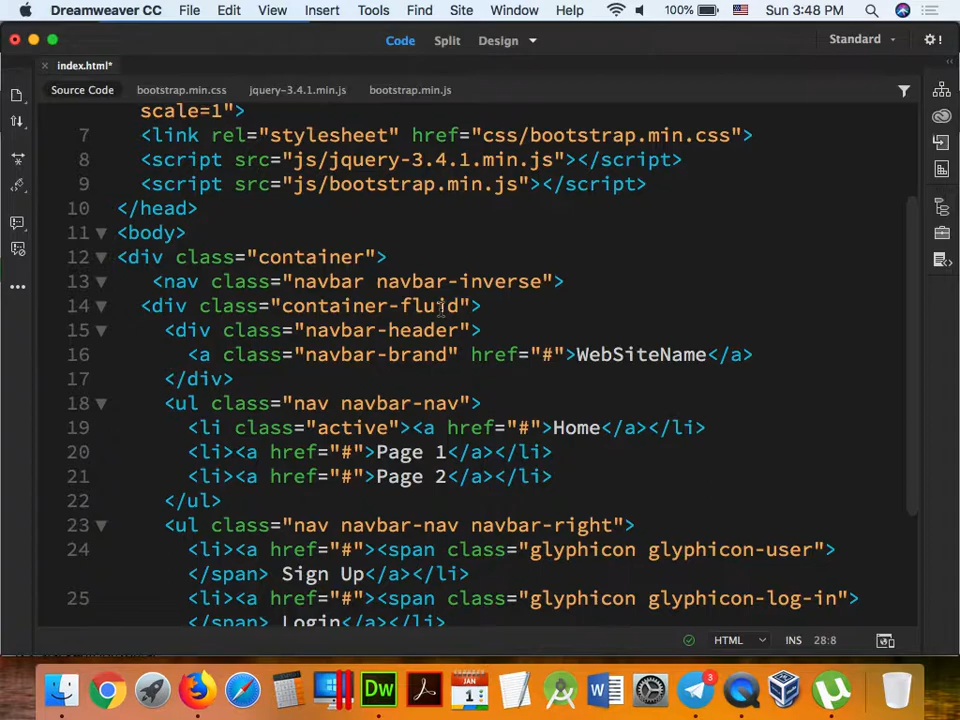 Dreamweaver CC File Edit View Insert Tools Find Site Window Help 100% Sun 3:48 PM
Code Split Design Standard
index.html*
Source Code bootstrap.min.css jquery-3.4.1.min.js bootstrap.min.js
scale=1">
7 <link rel="stylesheet" href="css/bootstrap.min.css">
8 <script src="js/jquery-3.4.1.min.js"></script>
9 <script src="js/bootstrap.min.js"></script>
10 </head>
11 <body>
12 <div class="container">
13 <nav class="navbar navbar-inverse">
14 <div class="container-fluid">
15 <div class="navbar-header">
16 <a class="navbar-brand" href="#">WebSiteName</a>
17 </div>
18 <ul class="nav navbar-nav">
19 <li class="active"><a href="#">Home</a></li>
20 <li><a href="#">Page 1</a></li>
21 <li><a href="#">Page 2</a></li>
22 </ul>
23 <ul class="nav navbar-nav navbar-right">
24 <li><a href="#"><span class="glyphicon glyphicon-user">
</span> Sign Up</a></li>
25 <li><a href="#"><span class="glyphicon glyphicon-log-in">
</span> Login</a></li>
HTML INS 28:8
Dw JAN 1 W 3